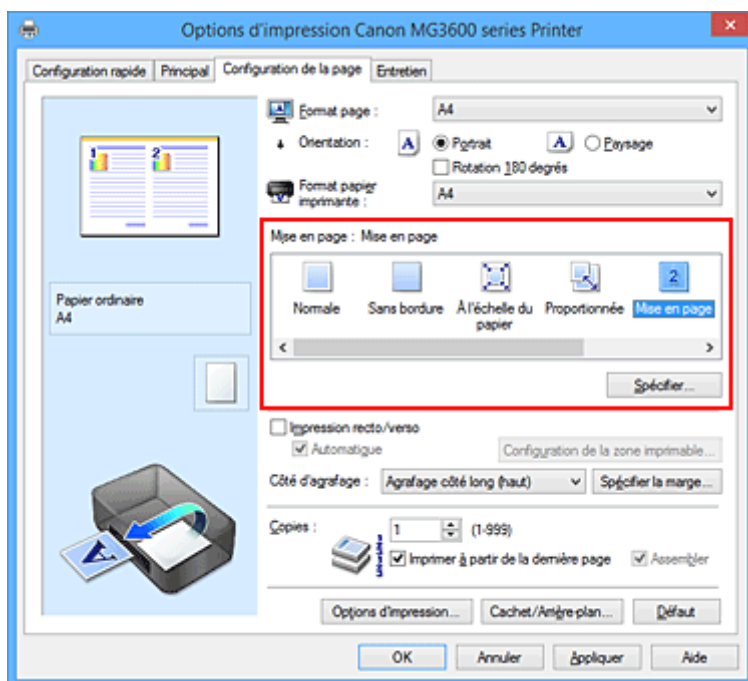 Options d'impression Canon MG3600 series Printer
Configuration rapide Principal Configuration de la page Entretien
Format page : A4
Orientation : A Portrait A Paysage
Rotation 180 degrés
Format papier
imprimante : A4
1 2
Mise en page : Mise en page
2
Normale Sans bordure À l'échelle du
papier Proportionnée Mise en page
Spécifier...
Papier ordinaire
A4
Impression recto/verso
Automatique Configuration de la zone imprimable...
Côté d'agrafage : Agrafage côté long (haut) Spécifier la marge...
Copies : 1 (1-999)
Imprimer à partir de la dernière page Assembler
A
Options d'impression... Cachet/Arrière-plan... Défaut
OK Annuler Appliquer Aide